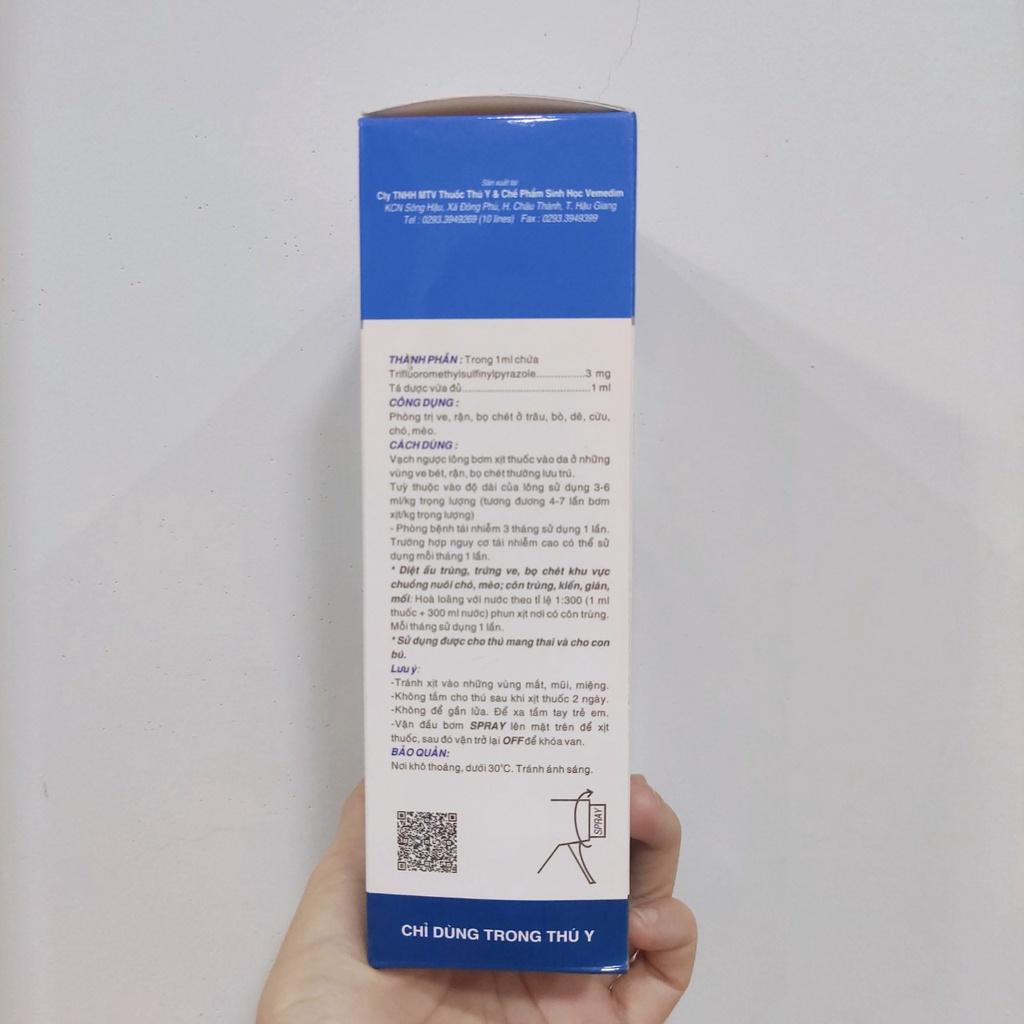 Sản xuất tại
Cty TNHH MTV Thuốc Thú Y & Chế Phẩm Sinh Học Vemedim
KCN Sông Hậu, Xã Đông Phú, H. Châu Thành, T. Hậu Giang
Tel : 0293.3949269 (10 lines) Fax : 0293.3949399
THÀNH PHẦN : Trong 1ml chứa
Trifluoromethylsulfinylpyrazole..................3 mg
Tá dược vừa đủ................................................1 ml
CÔNG DỤNG :
Phòng trị ve, rận, bọ chét ở trâu, bò, dê, cừu,
chó, mèo.
CÁCH DÙNG :
Vạch ngược lông bơm xịt thuốc vào da ở những
vùng ve bét, rận, bọ chét thường lưu trú.
Tuỳ thuộc vào độ dài của lông sử dụng 3-6
ml/kg trọng lượng (tương đương 4-7 lần bơm
xịt/kg trọng lượng)
- Phòng bệnh tái nhiễm 3 tháng sử dụng 1 lần.
Trường hợp nguy cơ tái nhiễm cao có thể sử
dụng mỗi tháng 1 lần.
* Diệt ấu trùng, trứng ve, bọ chét khu vực
chuồng nuôi chó, mèo; côn trùng, kiến, gián,
mối: Hoà loãng với nước theo tỉ lệ 1:300 (1 ml
thuốc + 300 ml nước) phun xịt nơi có côn trùng.
Mỗi tháng sử dụng 1 lần.
* Sử dụng được cho thú mang thai và cho con
bú.
Lưu ý:
-Tránh xịt vào những vùng mắt, mũi, miệng.
-Không tắm cho thú sau khi xịt thuốc 2 ngày.
-Không để gần lửa. Để xa tầm tay trẻ em.
-Vặn đầu bơm SPRAY lên mặt trên để xịt
thuốc, sau đó vặn trở lại OFF để khóa van.
BẢO QUẢN:
Nơi khô thoáng, dưới 30°C. Tránh ánh sáng.
SPRAY
CHỈ DÙNG TRONG THÚ Y